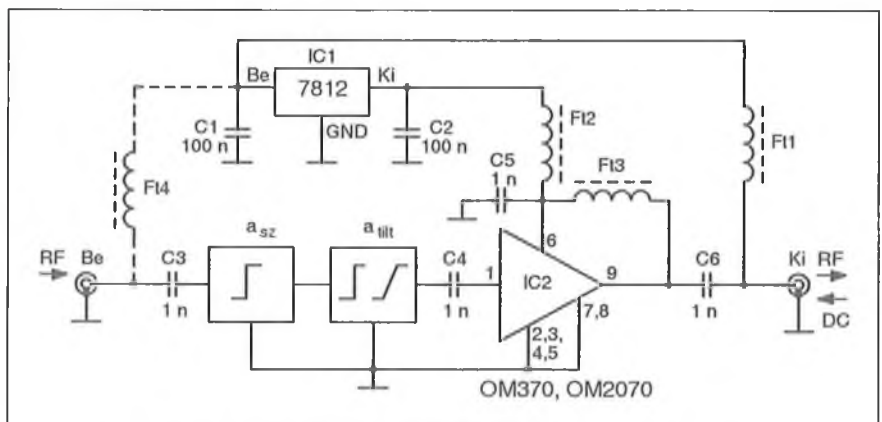 IC1
Be
7812
Ki
GND
C1
100 n
C2
100 n
Ft2
Ft1
C5
1 n
Ft3
Ft4
a sz
a tilt
RF
Be
C3
1 n
C4
1 n
1
6
IC2
9
7,8
2,3,
4,5
C6
1 n
Ki
RF
DC
OM370, OM2070